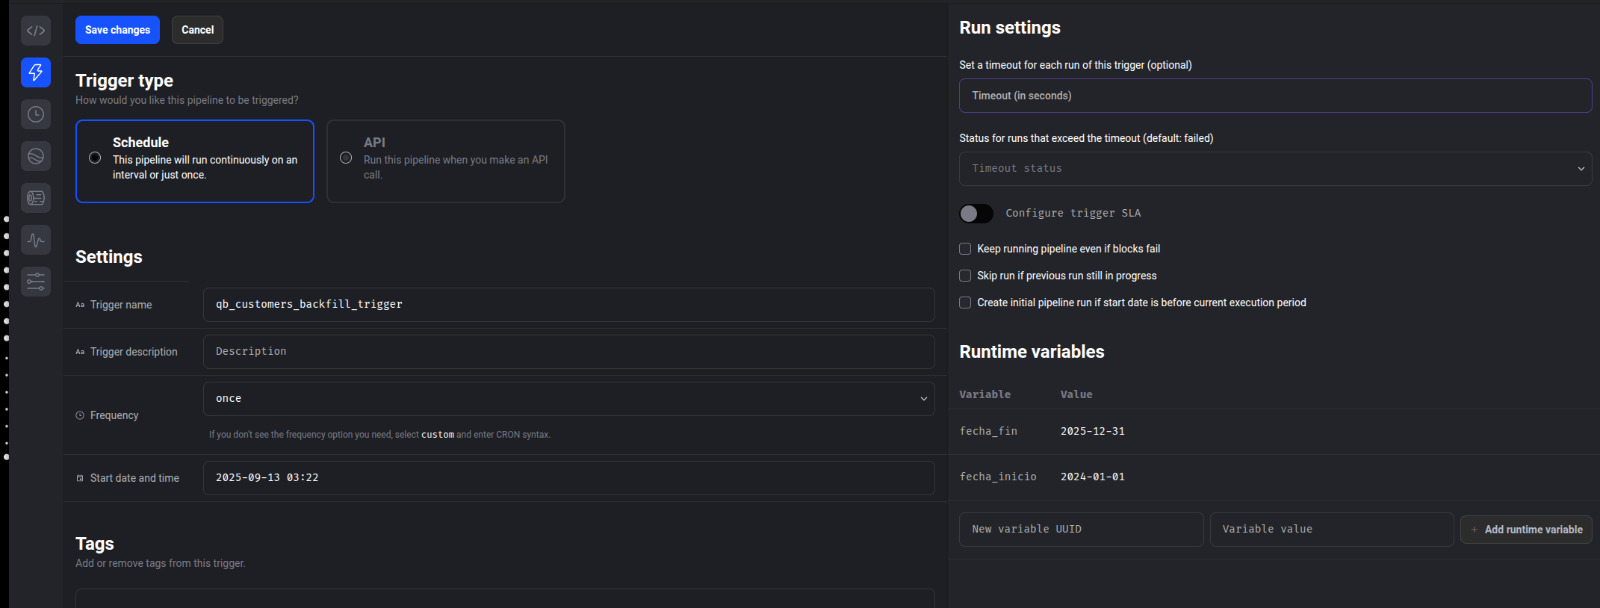 Save changes
Cancel
Trigger type
How would you like this pipeline to be triggered?
Schedule
This pipeline will run continuously on an
interval or just once.
API
Run this pipeline when you make an API
call.
Settings
Aa Trigger name
qb_customers_backfill_trigger
Aa Trigger description
Description
Frequency
once
If you don't see the frequency option you need, select custom and enter CRON syntax.
Start date and time
2025-09-13 03:22
Tags
Add or remove tags from this trigger.
Run settings
Set a timeout for each run of this trigger (optional)
Timeout (in seconds)
Status for runs that exceed the timeout (default: failed)
Timeout status
Configure trigger SLA
Keep running pipeline even if blocks fail
Skip run if previous run still in progress
Create initial pipeline run if start date is before current execution period
Runtime variables
Variable Value
fecha_fin 2025-12-31
fecha_inicio 2024-01-01
New variable UUID
Variable value
+ Add runtime variable